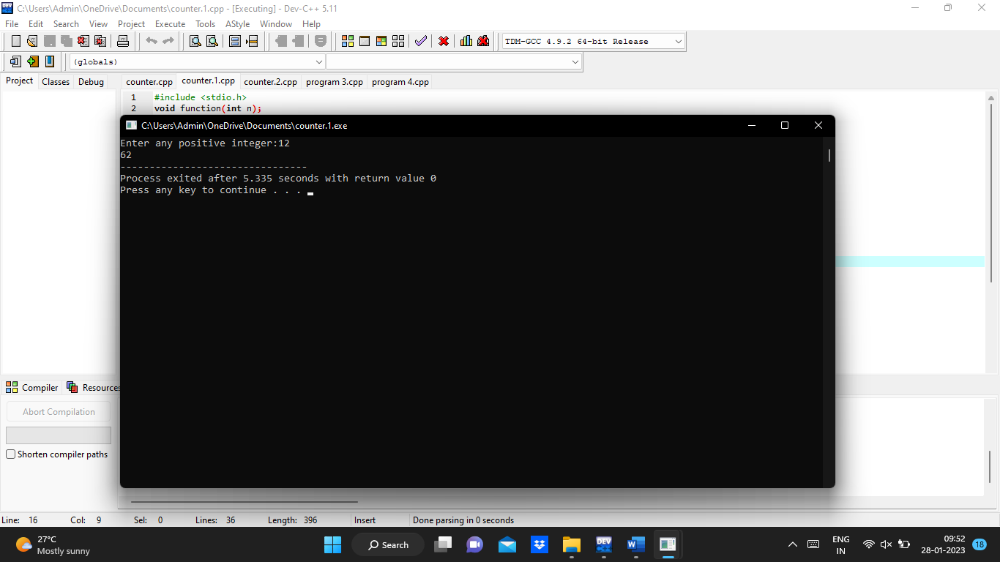 C:\Users\Admin\OneDrive\Documents\counter.1.cpp - [Executing] - Dev-C++ 5.11
File Edit Search View Project Execute Tools AStyle Window Help
TDM-GCC 4.9.2 64-bit Release
(globals)
Project Classes Debug counter.cpp counter.1.cpp counter.2.cpp program 3.cpp program 4.cpp
1 #include <stdio.h>
2 void function(int n);
C:\Users\Admin\OneDrive\Documents\counter.1.exe
Enter any positive integer:12
62
--------------------------------
Process exited after 5.335 seconds with return value 0
Press any key to continue . . .
Compiler Resources
Abort Compilation
Shorten compiler paths
Line: 16 Col: 9 Sel: 0 Lines: 36 Length: 396 Insert Done parsing in 0 seconds
27°C
Mostly sunny
Search
DEV
W
ENG
IN
09:52
28-01-2023
18